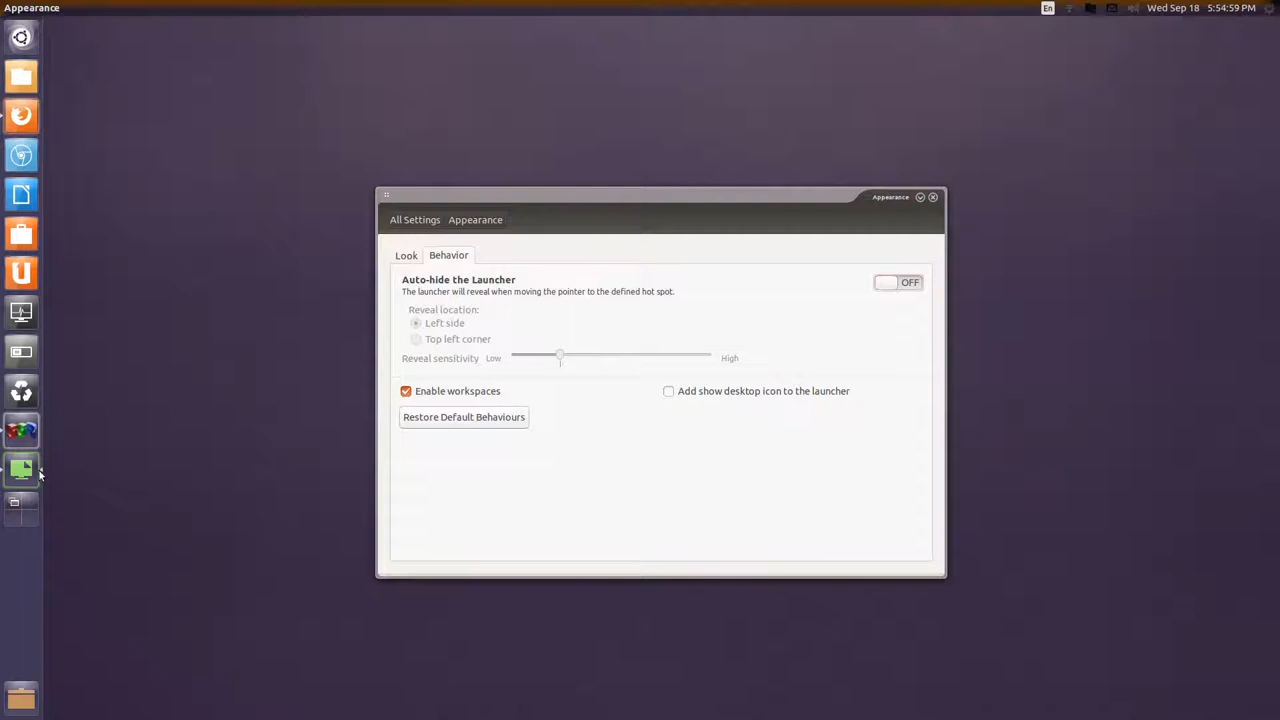 Appearance
En
Wed Sep 18 5:54:59 PM
Appearance
All Settings Appearance
Look Behavior
Auto-hide the Launcher
The launcher will reveal when moving the pointer to the defined hot spot.
OFF
Reveal location:
Left side
Top left corner
Reveal sensitivity Low High
Enable workspaces Add show desktop icon to the launcher
Restore Default Behaviours